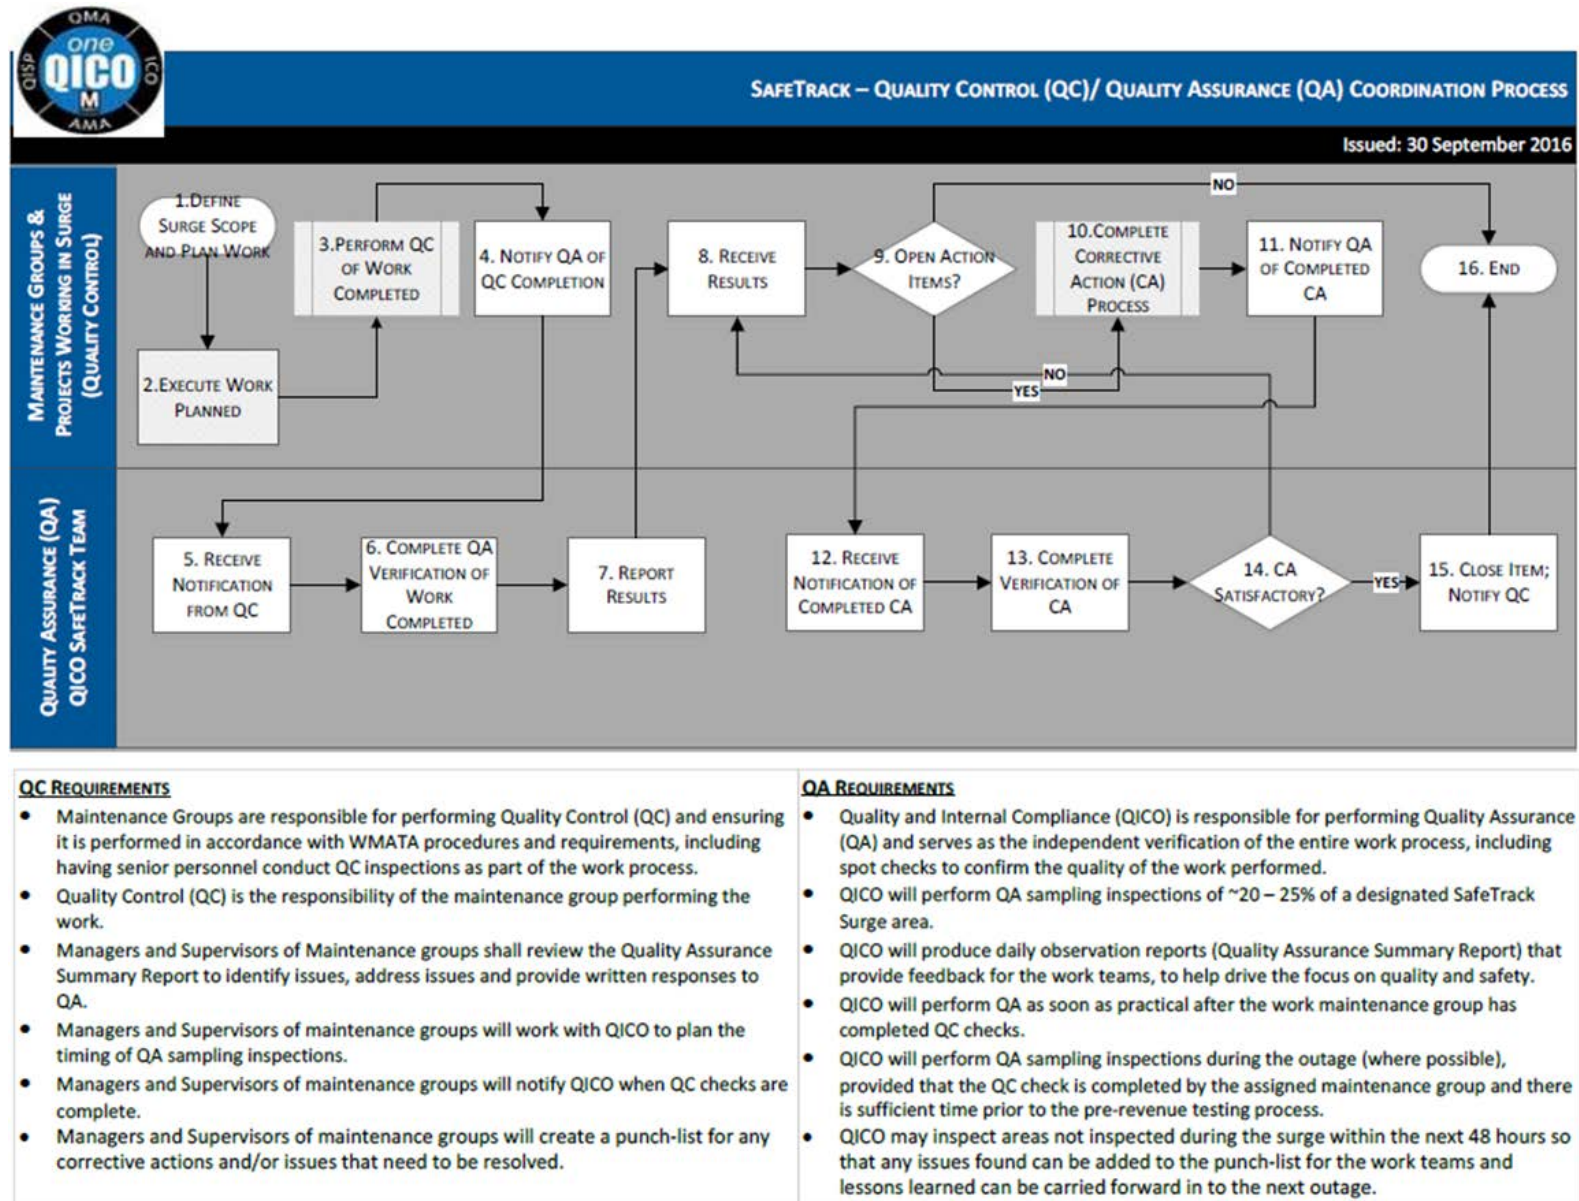 QMA
QISP
one
ICO
QICO
M
AMA
SAFETRACK – QUALITY CONTROL (QC)/ QUALITY ASSURANCE (QA) COORDINATION PROCESS
Issued: 30 September 2016
MAINTENANCE GROUPS &
PROJECTS WORKING IN SURGE
(QUALITY CONTROL)
1.DEFINE
SURGE SCOPE
AND PLAN WORK
2.EXECUTE WORK
PLANNED
3.PERFORM QC
OF WORK
COMPLETED
4. NOTIFY QA OF
QC COMPLETION
8. RECEIVE
RESULTS
9. OPEN ACTION
ITEMS?
NO
YES
10.COMPLETE
CORRECTIVE
ACTION (CA)
PROCESS
11. NOTIFY QA
OF COMPLETED
CA
16. END
NO
QUALITY ASSURANCE (QA)
QICO SAFETRACK TEAM
5. RECEIVE
NOTIFICATION
FROM QC
6. COMPLETE QA
VERIFICATION OF
WORK
COMPLETED
7. REPORT
RESULTS
12. RECEIVE
NOTIFICATION OF
COMPLETED CA
13. COMPLETE
VERIFICATION OF
CA
14. CA
SATISFACTORY?
YES
15. CLOSE ITEM;
NOTIFY QC
QC REQUIREMENTS
• Maintenance Groups are responsible for performing Quality Control (QC) and ensuring
it is performed in accordance with WMATA procedures and requirements, including
having senior personnel conduct QC inspections as part of the work process.
• Quality Control (QC) is the responsibility of the maintenance group performing the
work.
• Managers and Supervisors of Maintenance groups shall review the Quality Assurance
Summary Report to identify issues, address issues and provide written responses to
QA.
• Managers and Supervisors of maintenance groups will work with QICO to plan the
timing of QA sampling inspections.
• Managers and Supervisors of maintenance groups will notify QICO when QC checks are
complete.
• Managers and Supervisors of maintenance groups will create a punch-list for any
corrective actions and/or issues that need to be resolved.
QA REQUIREMENTS
• Quality and Internal Compliance (QICO) is responsible for performing Quality Assurance
(QA) and serves as the independent verification of the entire work process, including
spot checks to confirm the quality of the work performed.
• QICO will perform QA sampling inspections of ~20 – 25% of a designated SafeTrack
Surge area.
• QICO will produce daily observation reports (Quality Assurance Summary Report) that
provide feedback for the work teams, to help drive the focus on quality and safety.
• QICO will perform QA as soon as practical after the work maintenance group has
completed QC checks.
• QICO will perform QA sampling inspections during the outage (where possible),
provided that the QC check is completed by the assigned maintenance group and there
is sufficient time prior to the pre-revenue testing process.
• QICO may inspect areas not inspected during the surge within the next 48 hours so
that any issues found can be added to the punch-list for the work teams and
lessons learned can be carried forward in to the next outage.